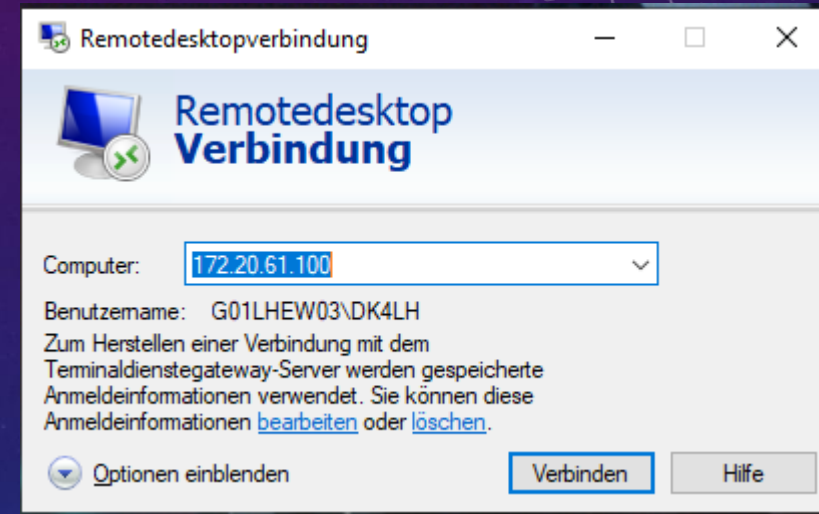 Remotedesktopverbindung
Remotedesktop
Verbindung
Computer: 172.20.61.100
Benutzername: G01LHEW03\DK4LH
Zum Herstellen einer Verbindung mit dem
Terminaldienstegateway-Server werden gespeicherte
Anmeldeinformationen verwendet. Sie können diese
Anmeldeinformationen bearbeiten oder löschen.
Optionen einblenden Verbinden Hilfe